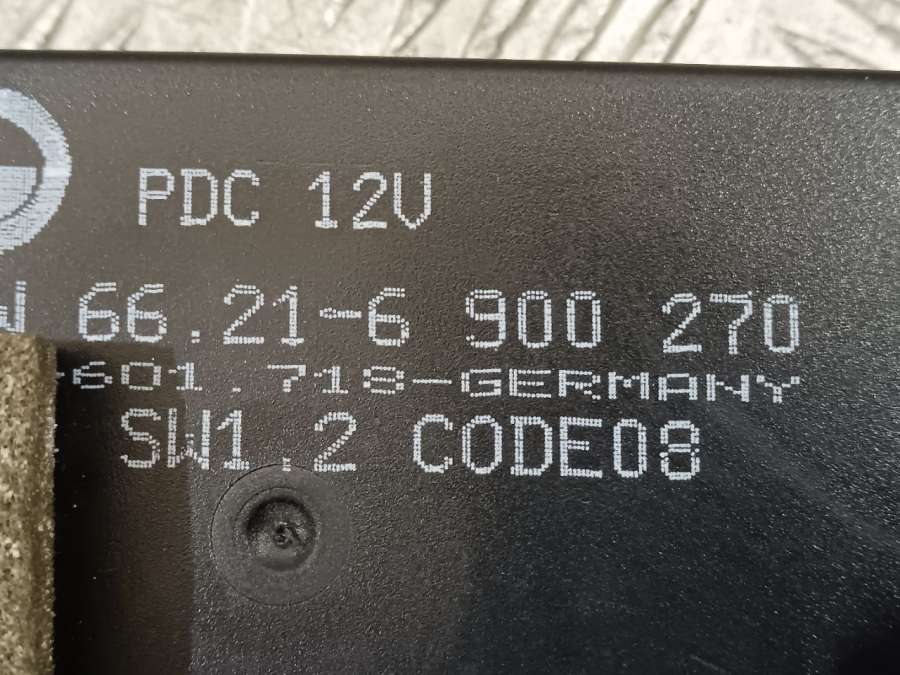 PDC 12V
W 66.21-6 900 270
-601.718-GERMANY
SW1.2 CODE08